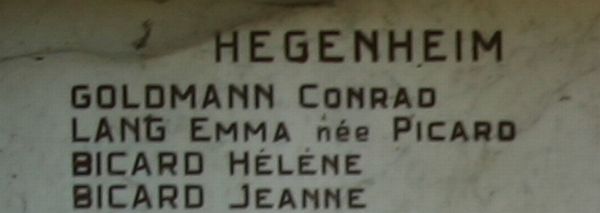 HEGENHEIM
GOLDMANN CONRAD
LANG EMMA née PICARD
BICARD HÉLÉNE
BICARD JEANNE